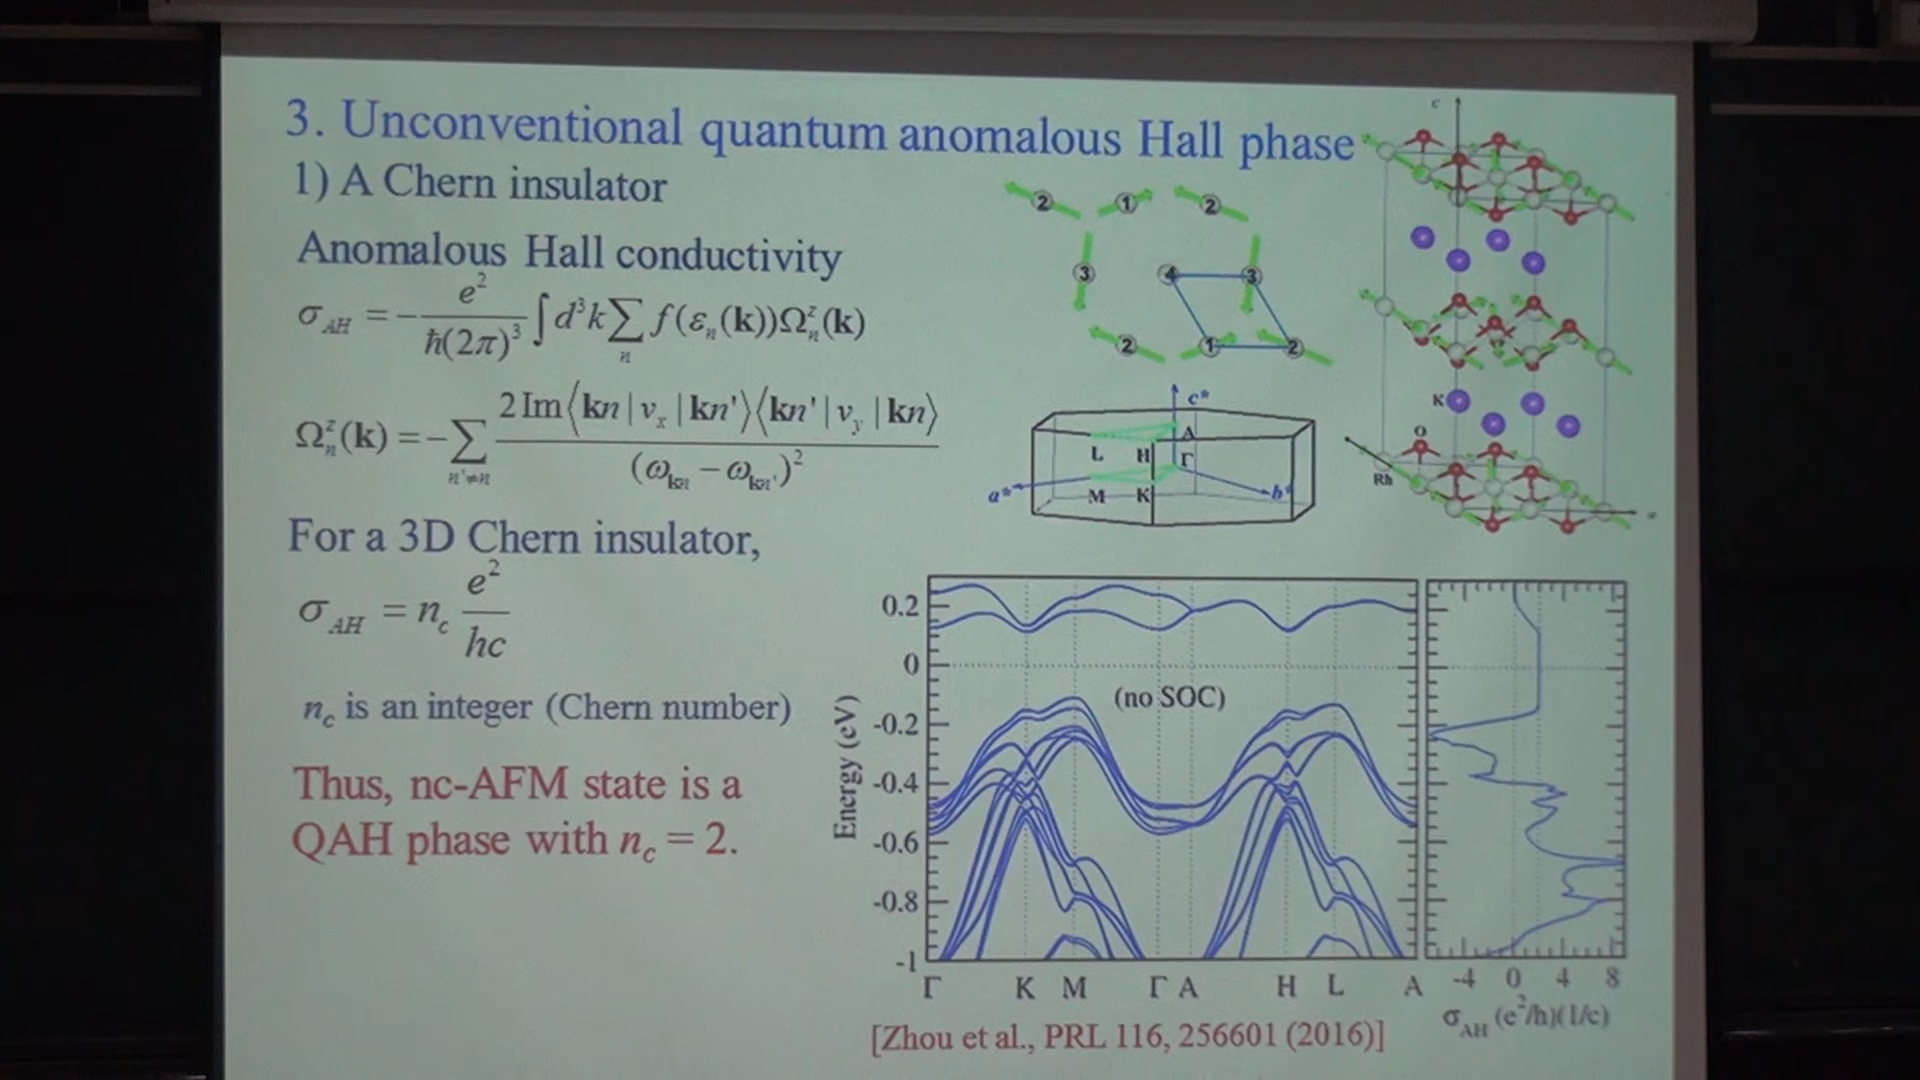 3. Unconventional quantum anomalous Hall phase
1) A Chern insulator
Anomalous Hall conductivity
σ_AH = −e²/ħ(2π)³ ∫d³k Σ_n f(ε_n(k))Ω_n^z(k)
Ω_n^z(k) = −Σ_{n'≠n} 2 Im⟨kn | v_x | kn'⟩⟨kn' | v_y | kn⟩ / (ω_kn − ω_kn')²
For a 3D Chern insulator,
σ_AH = n_c e²/hc
n_c is an integer (Chern number)
Thus, nc-AFM state is a
QAH phase with n_c = 2.
2 1 2
3 4 3
2 1 2
c*
A
L H Γ
a* M K b*
c
K
O
Rh
a
Energy (eV)
0.2
0
-0.2
-0.4
-0.6
-0.8
-1
(no SOC)
Γ K M Γ A H L A
-4 0 4 8
σ_AH (e²/h)(1/c)
[Zhou et al., PRL 116, 256601 (2016)]